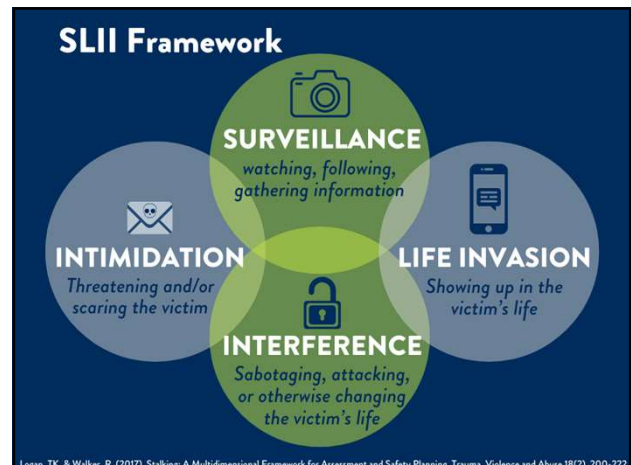 SLII Framework
SURVEILLANCE
watching, following,
gathering information
INTIMIDATION
Threatening and/or
scaring the victim
LIFE INVASION
Showing up in the
victim's life
INTERFERENCE
Sabotaging, attacking,
or otherwise changing
the victim's life
Logan, TK. & Walker, R. (2017). Stalking: A Multidimensional Framework for Assessment and Safety Planning, Trauma, Violence and Abuse 18(2), 200-222.